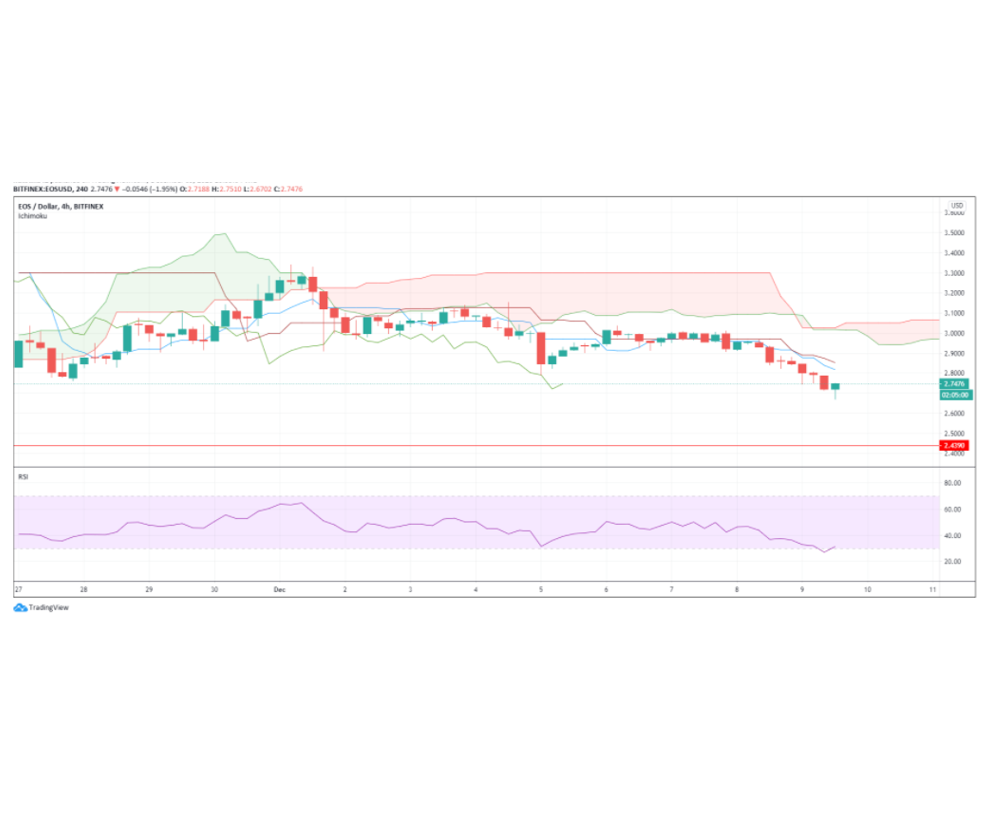 BITFINEX:EOSUSD, 240 2.7476 ▼ −0.0546 (−1.95%) O:2.7188 H:2.7510 L:2.6702 C:2.7476
EOS / Dollar, 4h, BITFINEX
Ichimoku
USD
3.6000
3.5000
3.4000
3.3000
3.2000
3.1000
3.0000
2.9000
2.8000
2.7476
02:05:00
2.6000
2.5000
2.4390
2.4000
RSI
80.00
60.00
40.00
20.00
27 28 29 30 Dec 2 3 4 5 6 7 8 9 10 11
TradingView